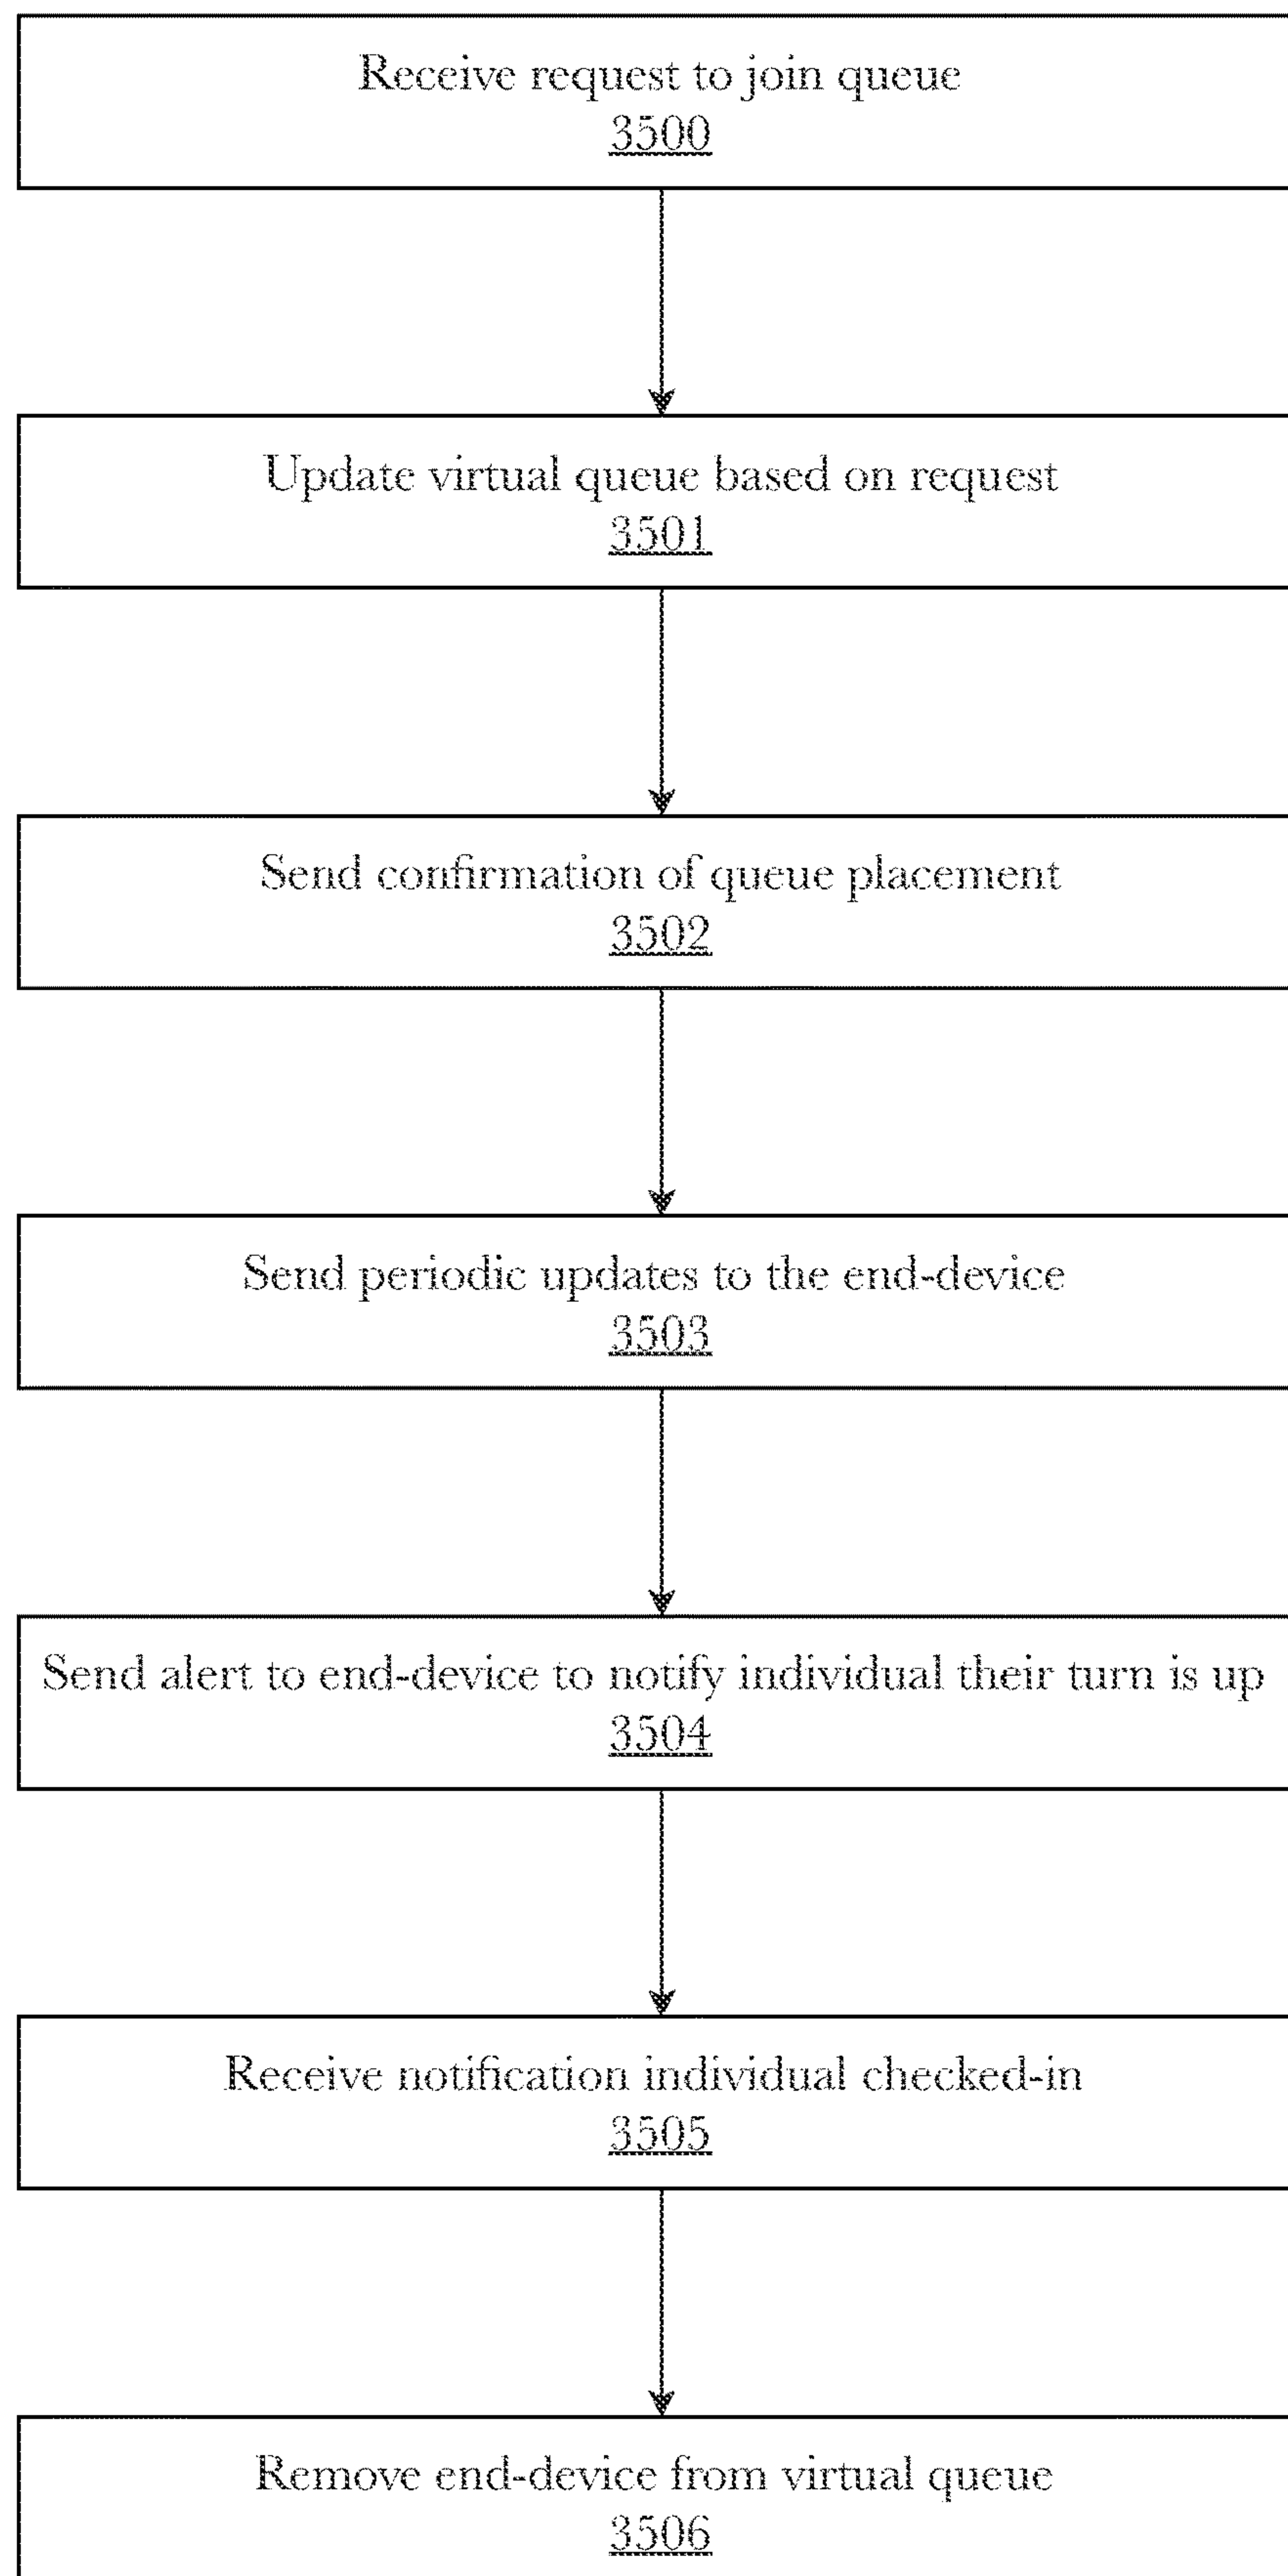 Receive request to join queue
3500
Update virtual queue based on request
3501
Send confirmation of queue placement
3502
Send periodic updates to the end-device
3503
Send alert to end-device to notify individual their turn is up
3504
Receive notification individual checked-in
3505
Remove end-device from virtual queue
3506